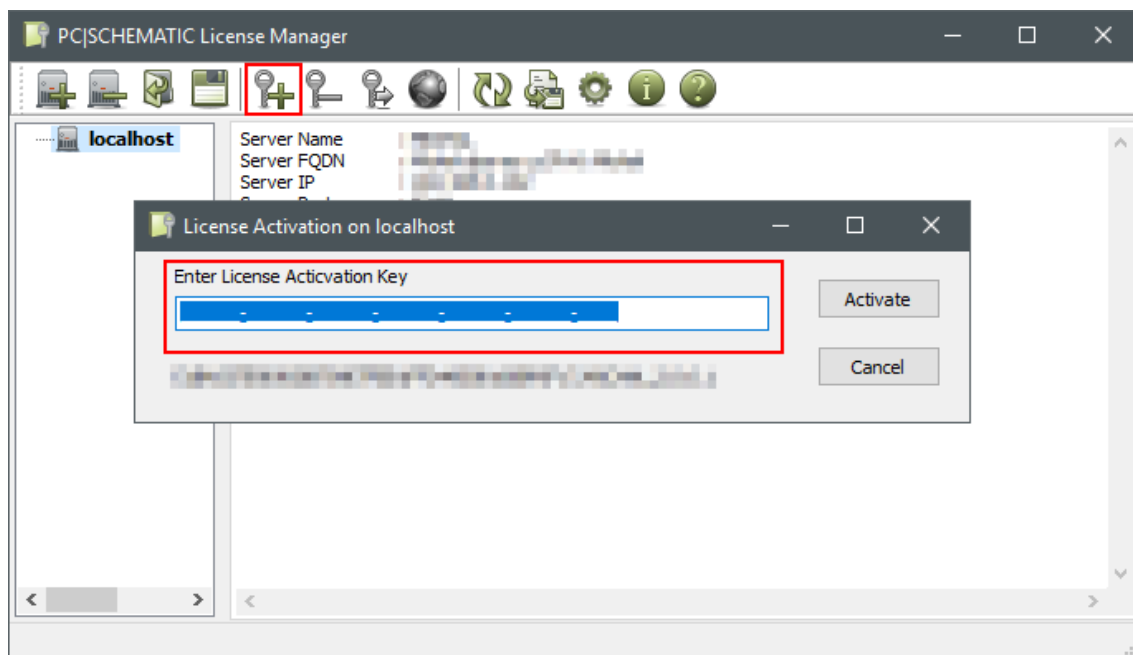 PC|SCHEMATIC License Manager
localhost
Server Name
Server FQDN
Server IP
License Activation on localhost
Enter License Acticvation Key
- - - - - -
Activate
Cancel